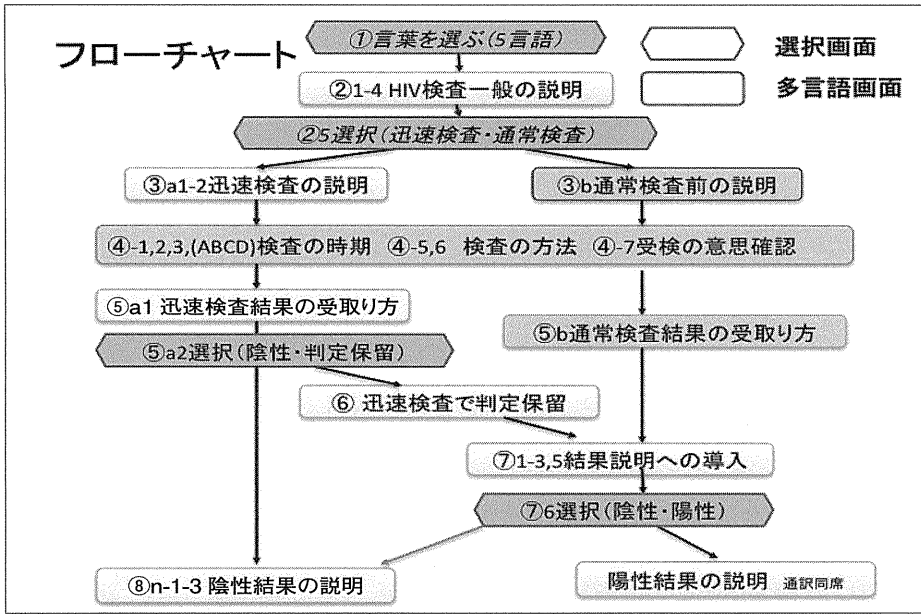 フローチャート
①言葉を選ぶ(5言語)
選択画面
多言語画面
②1-4 HIV検査一般の説明
②5選択(迅速検査・通常検査)
③a1-2迅速検査の説明
③b通常検査前の説明
④-1,2,3,(ABCD)検査の時期 ④-5,6 検査の方法 ④-7受検の意思確認
⑤a1 迅速検査結果の受取り方
⑤b通常検査結果の受取り方
⑤a2選択(陰性・判定保留)
⑥ 迅速検査で判定保留
⑦1-3,5結果説明への導入
⑦6選択(陰性・陽性)
⑧n-1-3 陰性結果の説明
陽性結果の説明 通訳同席